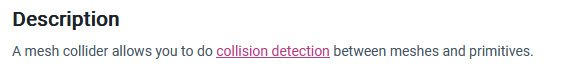 Description
A mesh collider allows you to do collision detection between meshes and primitives.